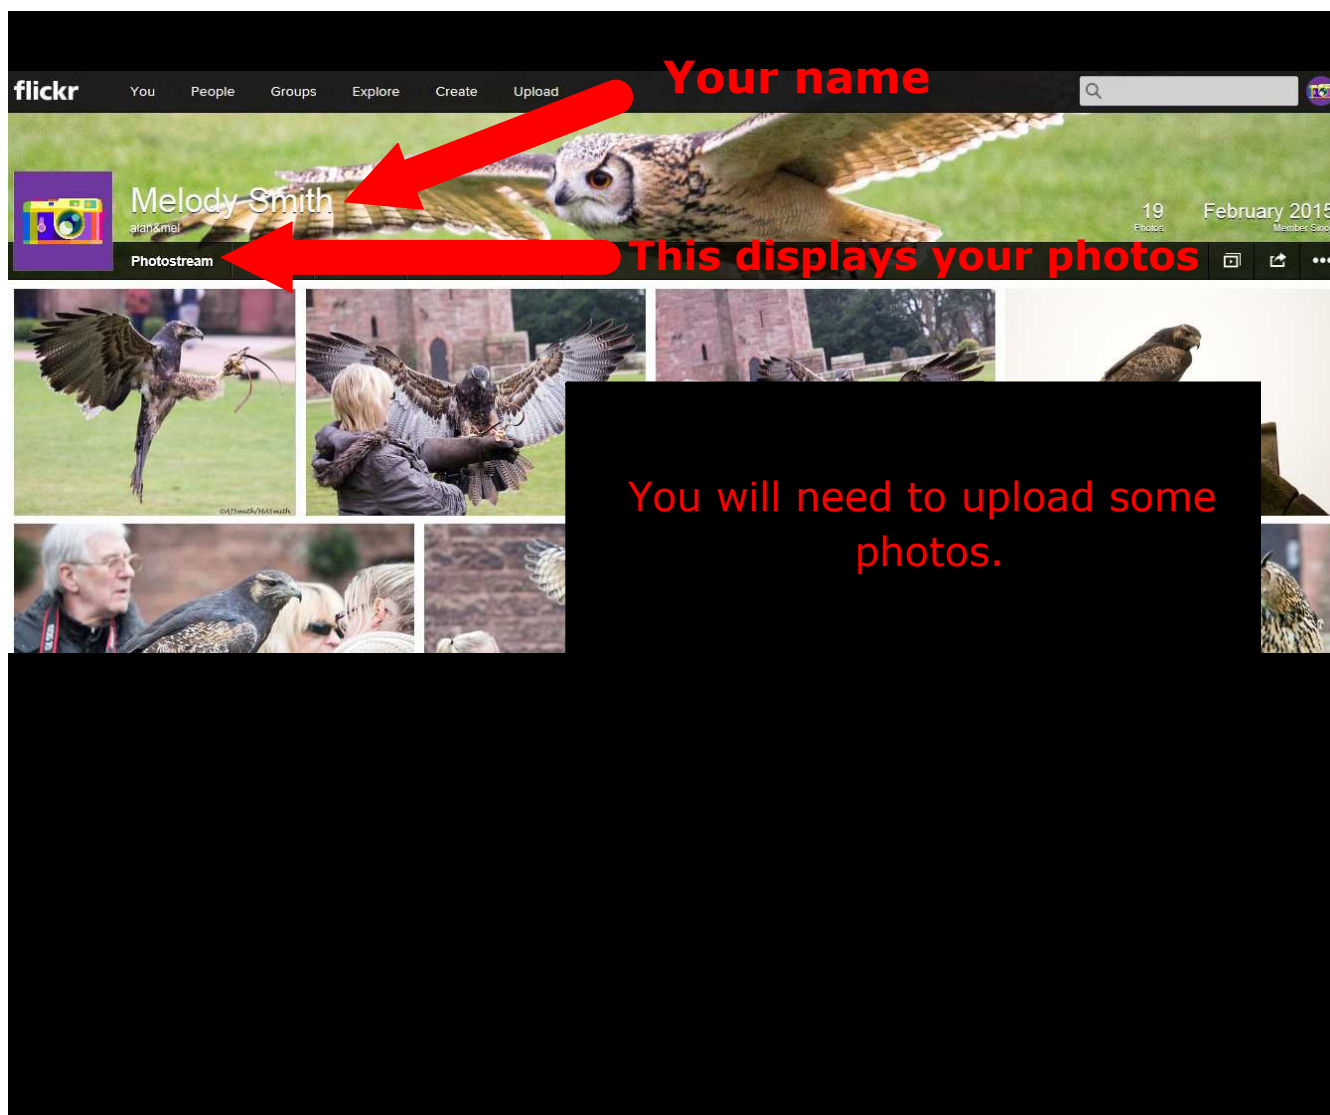 Your name
flickr You People Groups Explore Create Upload
Melody Smith
alan&mel
19 February 2015
Photos Member Since
This displays your photos
Photostream
You will need to upload some
photos.